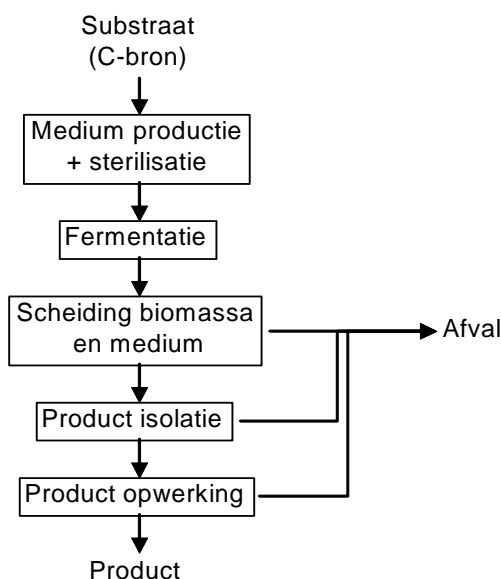 Substraat
(C-bron)
Medium productie
+ sterilisatie
Fermentatie
Scheiding biomassa
en medium
Afval
Product isolatie
Product opwerking
Product